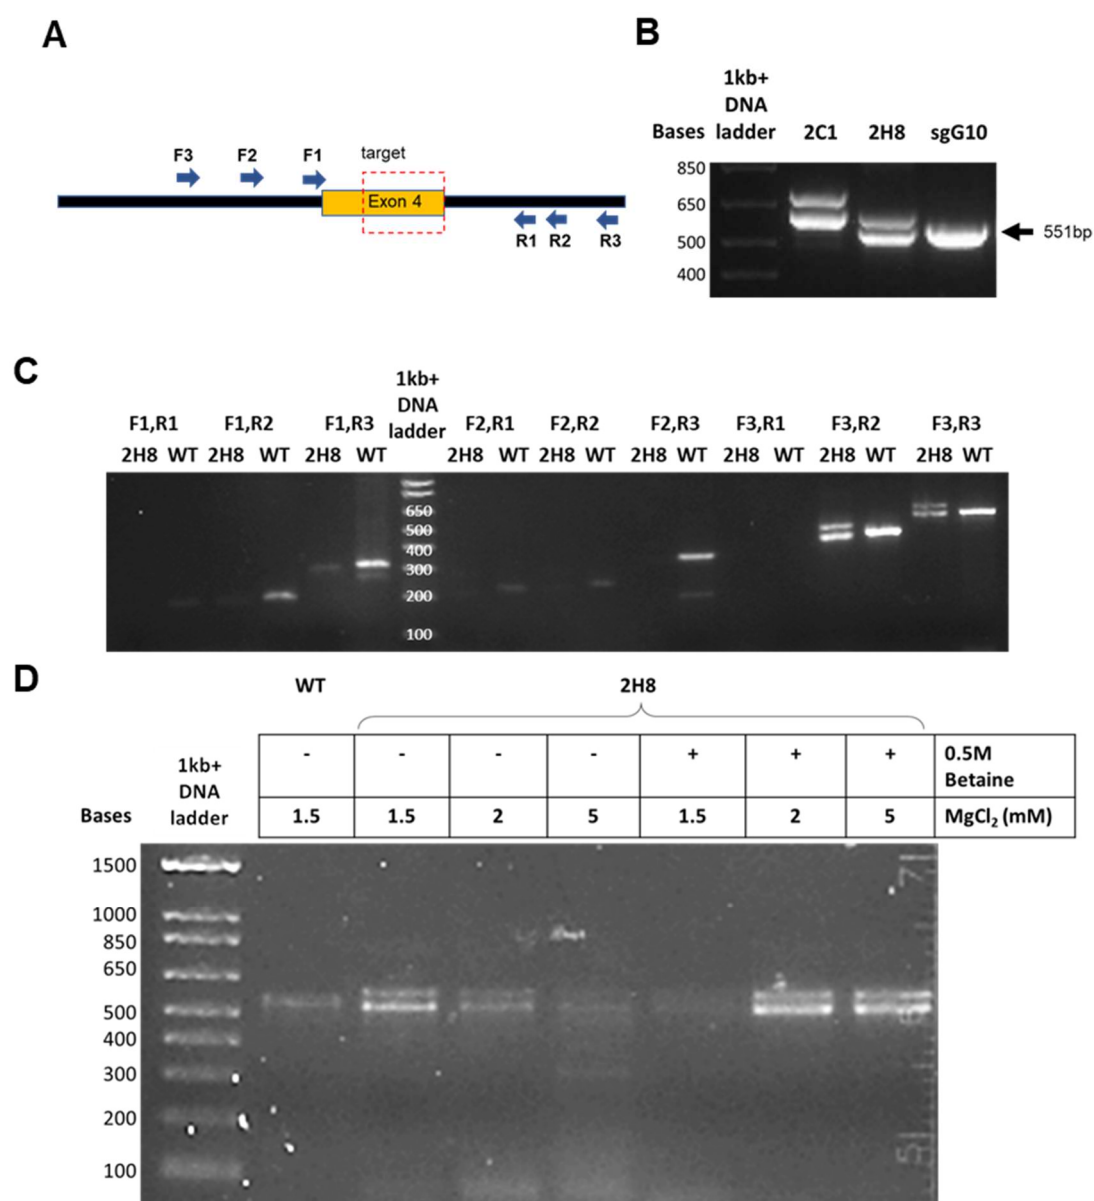 A
F3 F2 F1 target
Exon 4
R1 R2 R3
B
1kb+
DNA
Bases ladder 2C1 2H8 sgG10
850
650
500
400
551bp
C
1kb+
DNA
ladder
F1,R1 F1,R2 F1,R3 F2,R1 F2,R2 F2,R3 F3,R1 F3,R2 F3,R3
2H8 WT 2H8 WT 2H8 WT 2H8 WT 2H8 WT 2H8 WT 2H8 WT 2H8 WT 2H8 WT
650
500
400
300
200
100
D
WT 2H8
1kb+
DNA
Bases ladder
- - - - + + + 0.5M
Betaine
1.5 1.5 2 5 1.5 2 5 MgCl₂ (mM)
1500
1000
850
650
500
400
300
200
100
7
5